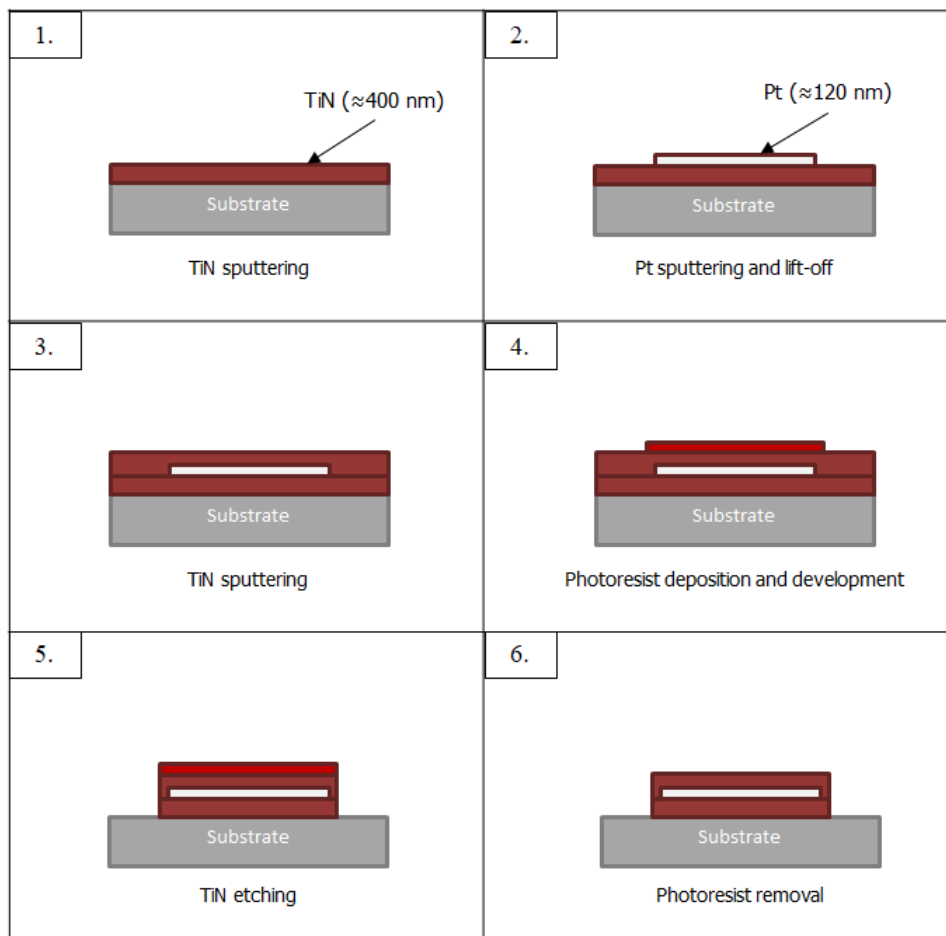 1.
TiN (≈400 nm)
Substrate
TiN sputtering
2.
Pt (≈120 nm)
Substrate
Pt sputtering and lift-off
3.
Substrate
TiN sputtering
4.
Substrate
Photoresist deposition and development
5.
Substrate
TiN etching
6.
Substrate
Photoresist removal